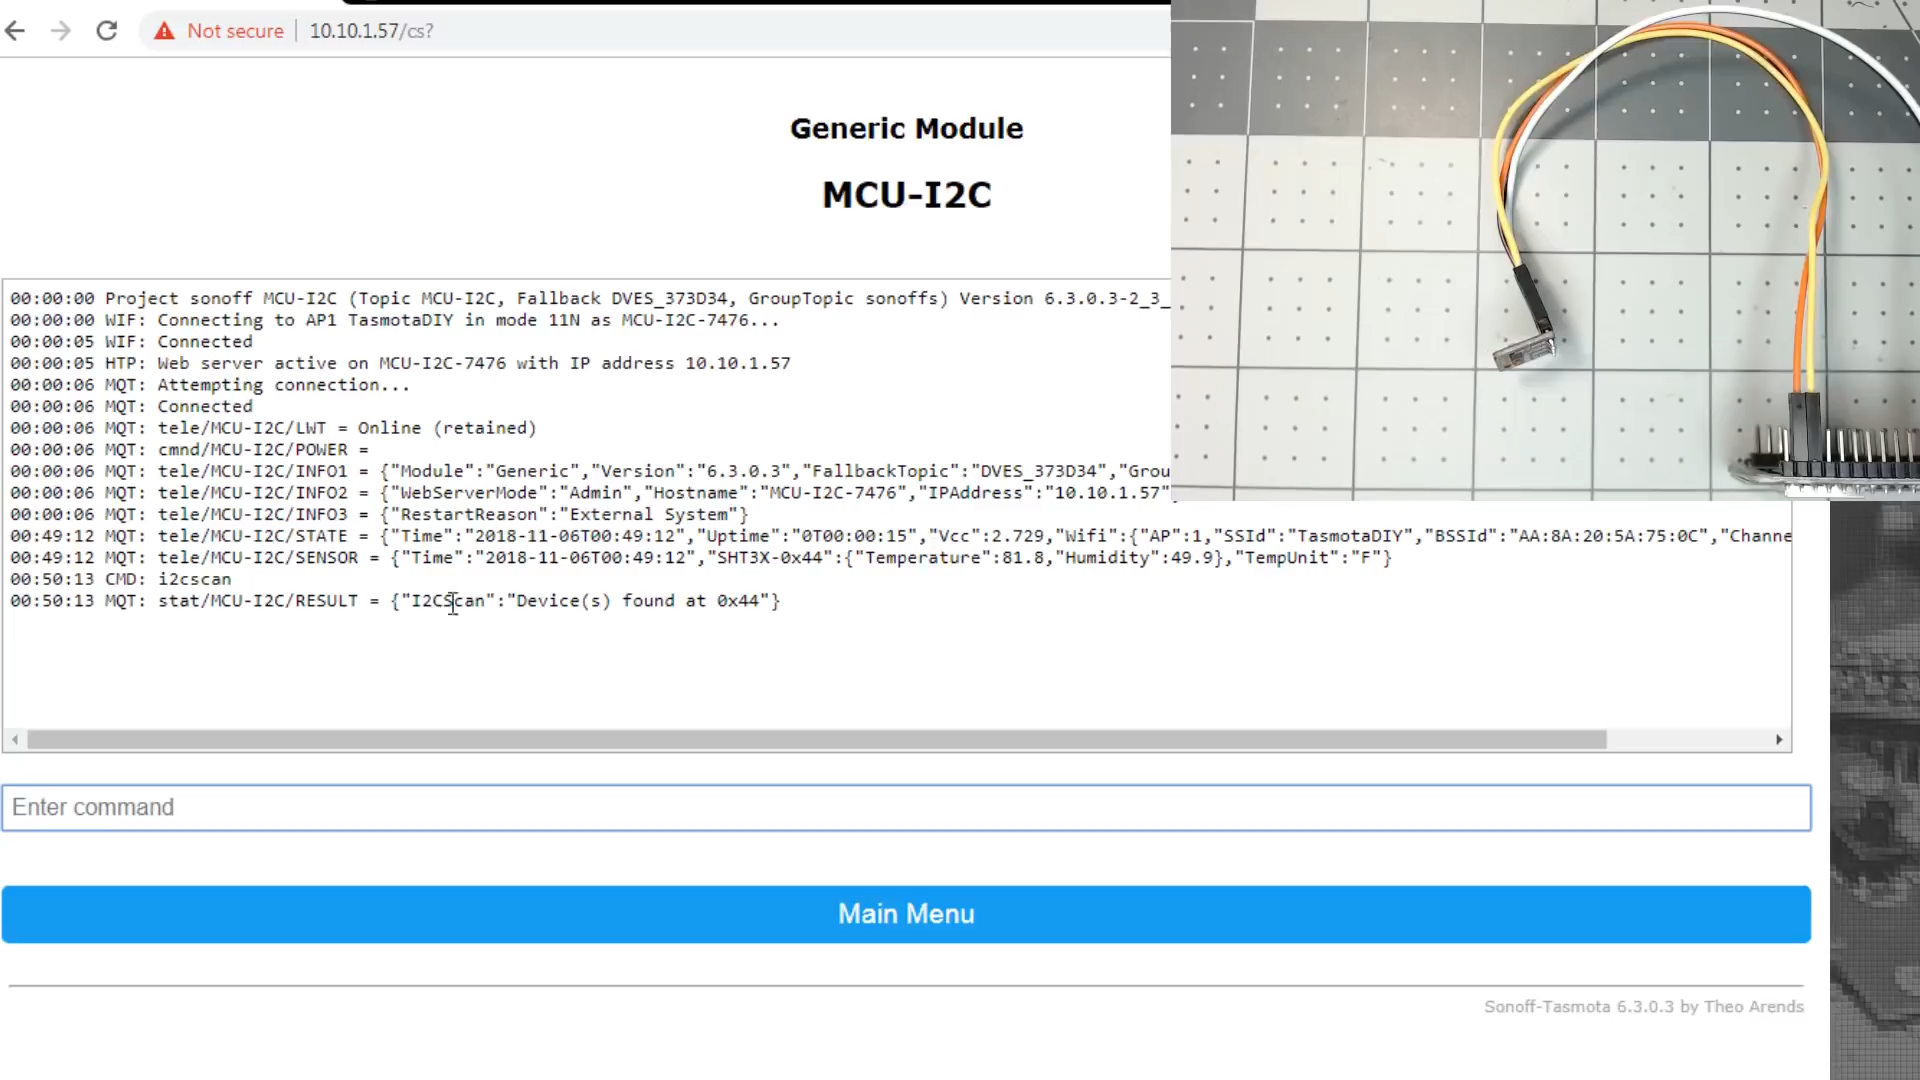 Not secure | 10.10.1.57/cs?
Generic Module
MCU-I2C
00:00:00 Project sonoff MCU-I2C (Topic MCU-I2C, Fallback DVES_373D34, GroupTopic sonoffs) Version 6.3.0.3-2_3_
00:00:00 WIF: Connecting to AP1 TasmotaDIY in mode 11N as MCU-I2C-7476...
00:00:05 WIF: Connected
00:00:05 HTP: Web server active on MCU-I2C-7476 with IP address 10.10.1.57
00:00:06 MQT: Attempting connection...
00:00:06 MQT: Connected
00:00:06 MQT: tele/MCU-I2C/LWT = Online (retained)
00:00:06 MQT: cmnd/MCU-I2C/POWER =
00:00:06 MQT: tele/MCU-I2C/INFO1 = {"Module":"Generic","Version":"6.3.0.3","FallbackTopic":"DVES_373D34","Grou
00:00:06 MQT: tele/MCU-I2C/INFO2 = {"WebServerMode":"Admin","Hostname":"MCU-I2C-7476","IPAddress":"10.10.1.57"
00:00:06 MQT: tele/MCU-I2C/INFO3 = {"RestartReason":"External System"}
00:49:12 MQT: tele/MCU-I2C/STATE = {"Time":"2018-11-06T00:49:12","Uptime":"0T00:00:15","Vcc":2.729,"Wifi":{"AP":1,"SSId":"TasmotaDIY","BSSId":"AA:8A:20:5A:75:0C","Channe
00:49:12 MQT: tele/MCU-I2C/SENSOR = {"Time":"2018-11-06T00:49:12","SHT3X-0x44":{"Temperature":81.8,"Humidity":49.9},"TempUnit":"F"}
00:50:13 CMD: i2cscan
00:50:13 MQT: stat/MCU-I2C/RESULT = {"I2CScan":"Device(s) found at 0x44"}
Enter command
Main Menu
Sonoff-Tasmota 6.3.0.3 by Theo Arends